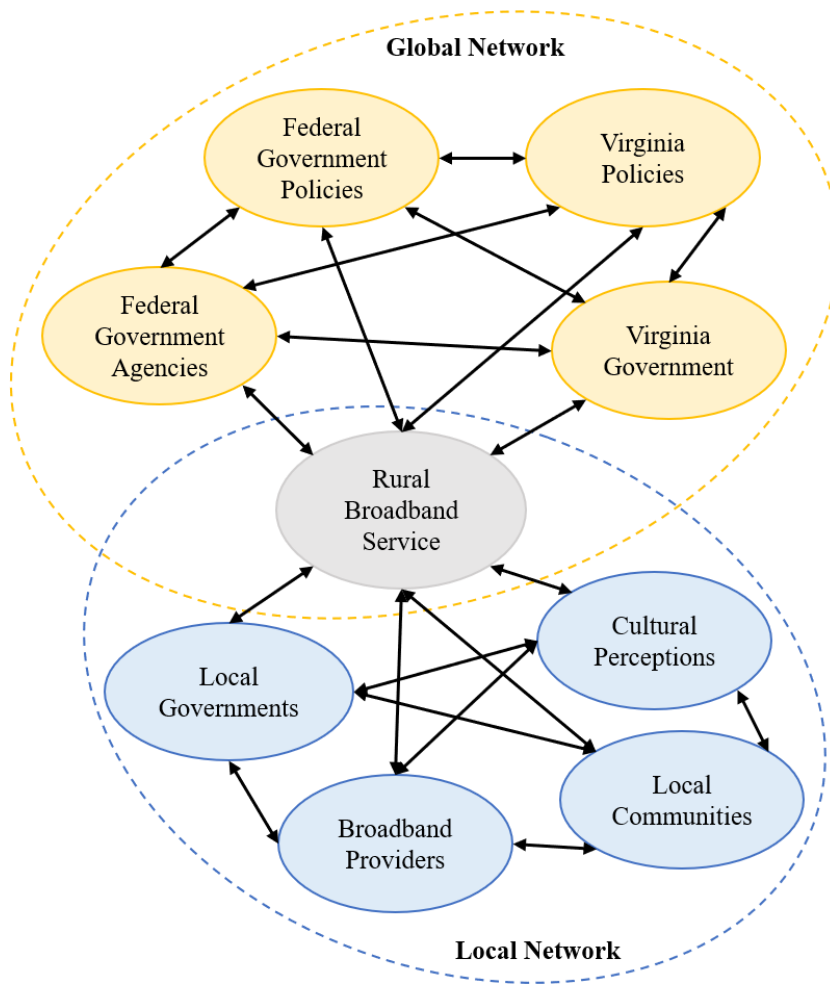 Global Network
Federal
Government
Policies
Virginia
Policies
Federal
Government
Agencies
Virginia
Government
Rural
Broadband
Service
Cultural
Perceptions
Local
Governments
Local
Communities
Broadband
Providers
Local Network